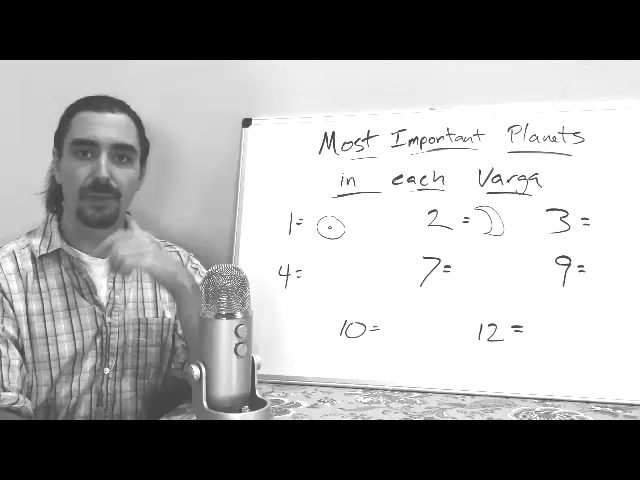 Most Important Planets
in each Varga
1= ☉ 2= ☽ 3=
4= 7= 9=
10= 12=